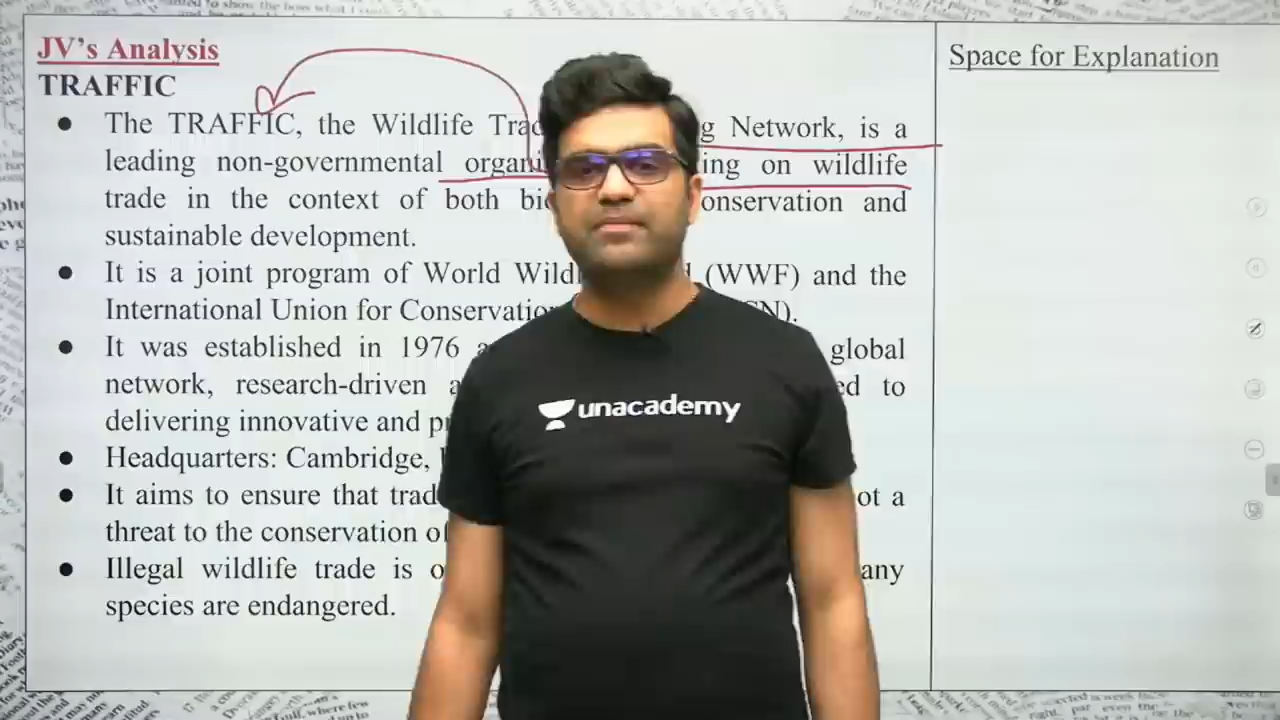 JV's Analysis
TRAFFIC
● The TRAFFIC, the Wildlife Trad g Network, is a
leading non-governmental organi ing on wildlife
trade in the context of both bio onservation and
sustainable development.
● It is a joint program of World Wildl (WWF) and the
International Union for Conservation N).
● It was established in 1976 a global
network, research-driven a ed to
delivering innovative and p
● Headquarters: Cambridge,
● It aims to ensure that trad ot a
threat to the conservation of
● Illegal wildlife trade is o any
species are endangered.
Space for Explanation
unacademy